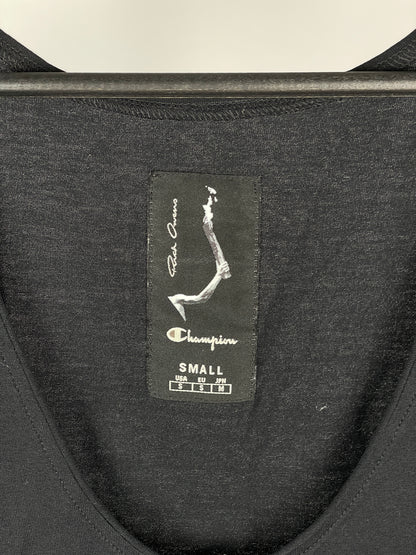 Rick Owens
Champion
SMALL
USA EU JPN
S S M